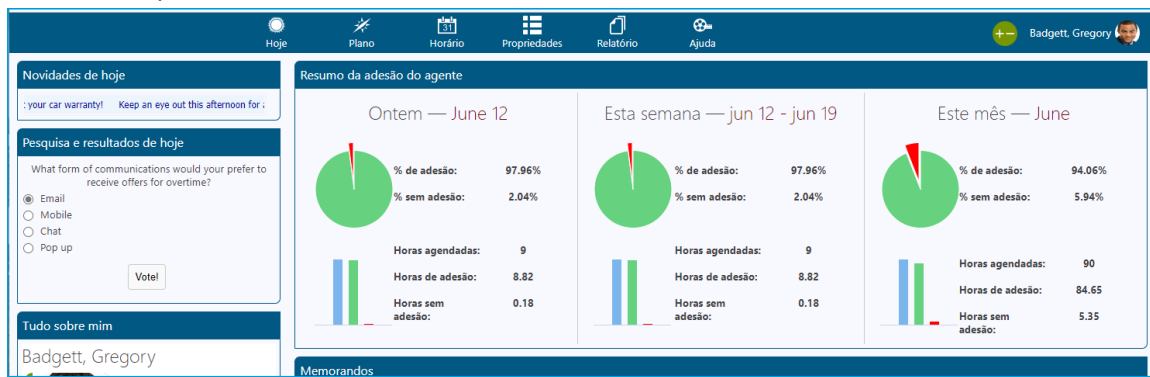 Hoje
Plano
31
Horário
Propriedades
Relatório
Ajuda
Badgett, Gregory
Novidades de hoje
your car warranty! Keep an eye out this afternoon for
Pesquisa e resultados de hoje
What form of communications would your prefer to
receive offers for overtime?
Email
Mobile
Chat
Pop up
Vote!
Tudo sobre mim
Badgett, Gregory
Resumo da adesão do agente
Ontem — June 12
% de adesão: 97.96%
% sem adesão: 2.04%
Horas agendadas: 9
Horas de adesão: 8.82
Horas sem 0.18
adesão:
Esta semana — jun 12 - jun 19
% de adesão: 97.96%
% sem adesão: 2.04%
Horas agendadas: 9
Horas de adesão: 8.82
Horas sem 0.18
adesão:
Este mês — June
% de adesão: 94.06%
% sem adesão: 5.94%
Horas agendadas: 90
Horas de adesão: 84.65
Horas sem 5.35
adesão:
Memorandos